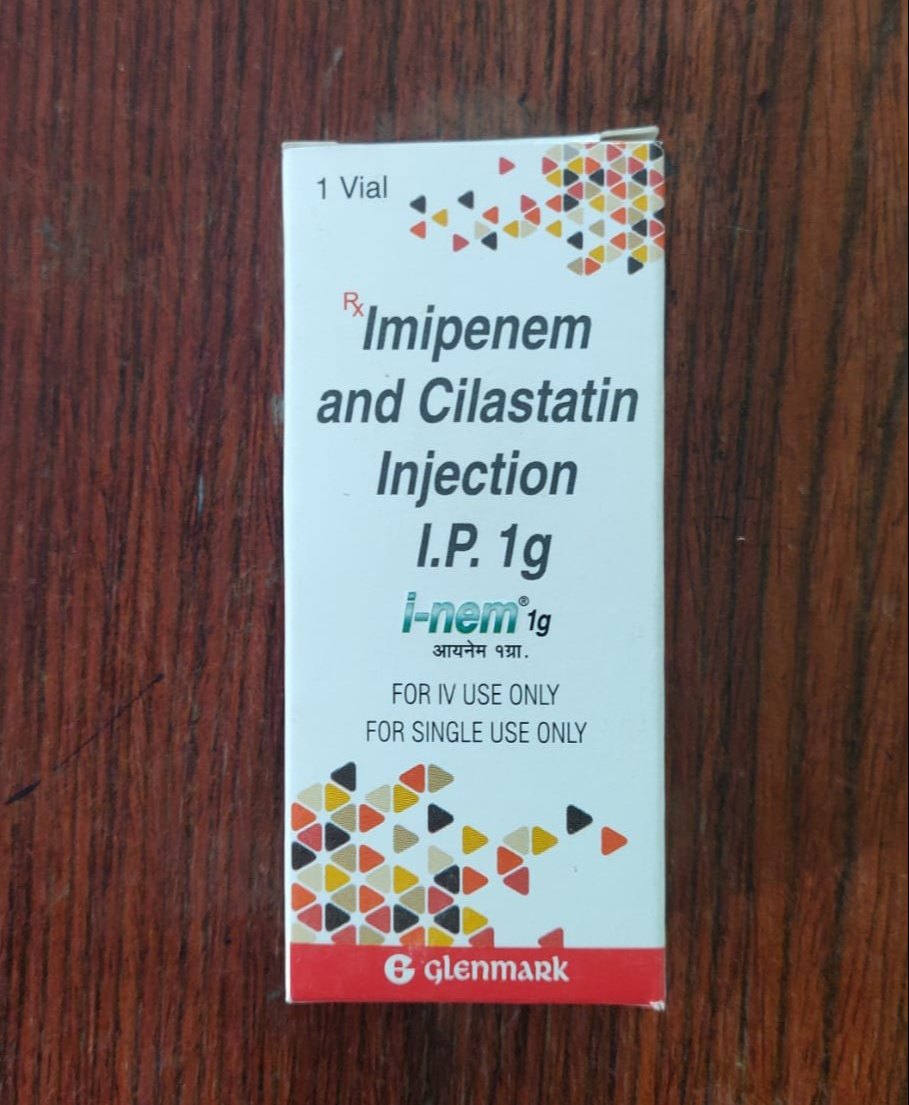 1 Vial
Rx Imipenem
and Cilastatin
Injection
I.P. 1g
i-nem® 1g
आयनेम १ग्रा.
FOR IV USE ONLY
FOR SINGLE USE ONLY
GLENMARK